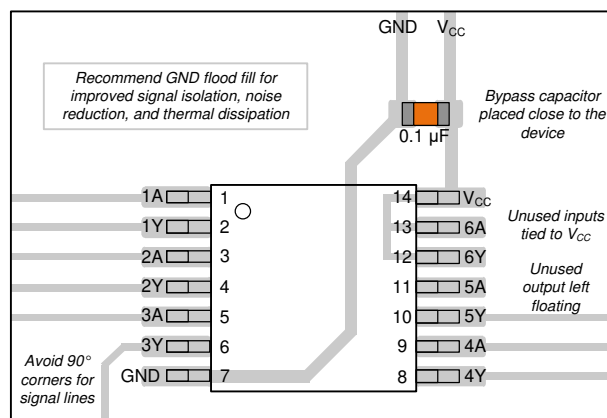 GND VCC
Recommend GND flood fill for
improved signal isolation, noise
reduction, and thermal dissipation
Bypass capacitor
placed close to the
device
0.1 µF
1A 1 14 VCC
1Y 2 13 6A
2A 3 12 6Y
2Y 4 11 5A
3A 5 10 5Y
3Y 6 9 4A
GND 7 8 4Y
Unused inputs
tied to VCC
Unused
output left
floating
Avoid 90°
corners for
signal lines